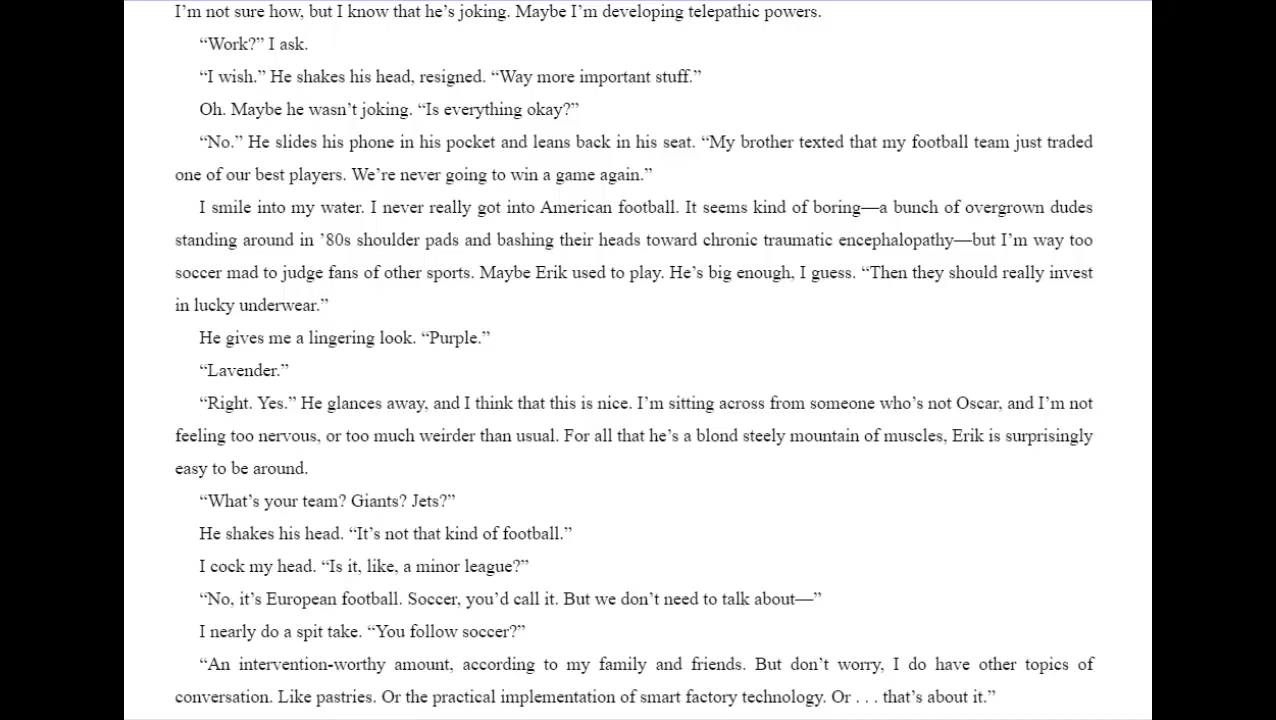 I’m not sure how, but I know that he’s joking. Maybe I’m developing telepathic powers.
“Work?” I ask.
“I wish.” He shakes his head, resigned. “Way more important stuff.”
Oh. Maybe he wasn’t joking. “Is everything okay?”
“No.” He slides his phone in his pocket and leans back in his seat. “My brother texted that my football team just traded
one of our best players. We’re never going to win a game again.”
I smile into my water. I never really got into American football. It seems kind of boring—a bunch of overgrown dudes
standing around in ’80s shoulder pads and bashing their heads toward chronic traumatic encephalopathy—but I’m way too
soccer mad to judge fans of other sports. Maybe Erik used to play. He’s big enough, I guess. “Then they should really invest
in lucky underwear.”
He gives me a lingering look. “Purple.”
“Lavender.”
“Right. Yes.” He glances away, and I think that this is nice. I’m sitting across from someone who’s not Oscar, and I’m not
feeling too nervous, or too much weirder than usual. For all that he’s a blond steely mountain of muscles, Erik is surprisingly
easy to be around.
“What’s your team? Giants? Jets?”
He shakes his head. “It’s not that kind of football.”
I cock my head. “Is it, like, a minor league?”
“No, it’s European football. Soccer, you’d call it. But we don’t need to talk about—”
I nearly do a spit take. “You follow soccer?”
“An intervention-worthy amount, according to my family and friends. But don’t worry, I do have other topics of
conversation. Like pastries. Or the practical implementation of smart factory technology. Or . . . that’s about it.”